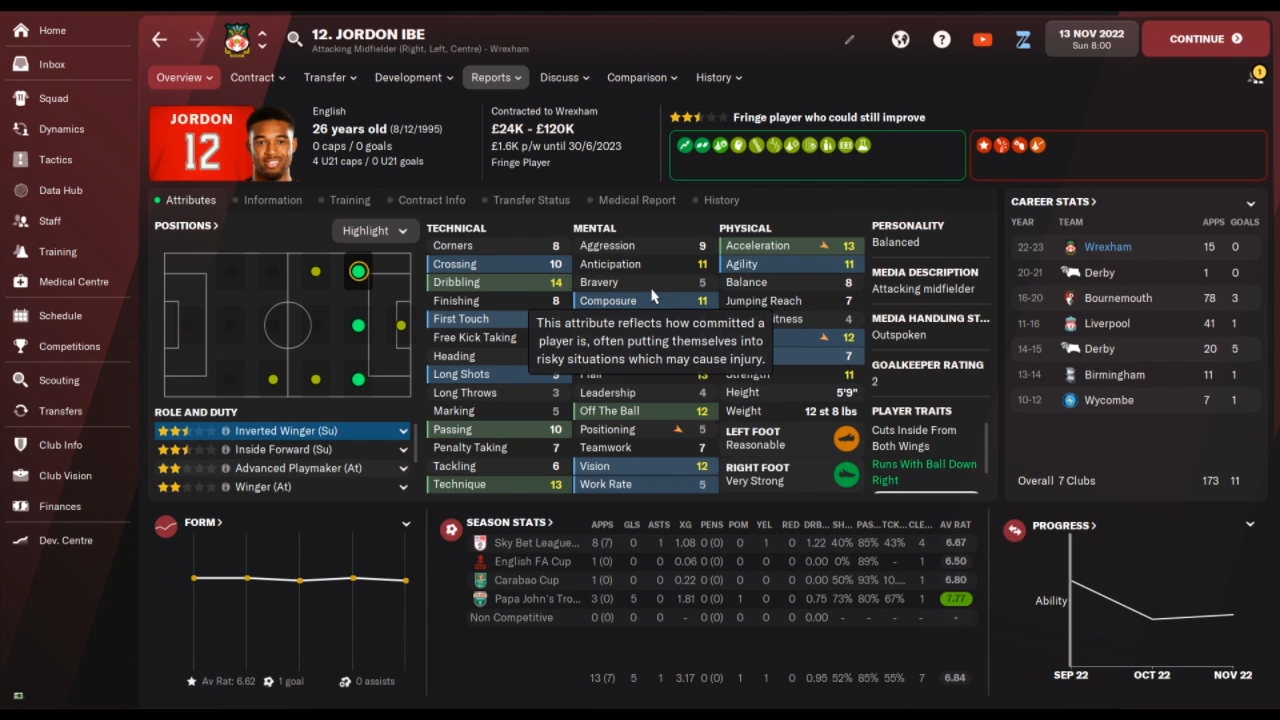 Home
Inbox
Squad
Dynamics
Tactics
Data Hub
Staff
Training
Medical Centre
Schedule
Competitions
Scouting
Transfers
Club Info
Club Vision
Finances
Dev. Centre
12. JORDON IBE
Attacking Midfielder (Right, Left, Centre) - Wrexham
13 NOV 2022
Sun 8:00
CONTINUE
Overview Contract Transfer Development Reports Discuss Comparison History
1
JORDON
12
English
26 years old (8/12/1995)
0 caps / 0 goals
4 U21 caps / 0 U21 goals
Contracted to Wrexham
£24K - £120K
£1.6K p/w until 30/6/2023
Fringe Player
Fringe player who could still improve
Attributes Information Training Contract Info Transfer Status Medical Report History
POSITIONS
Highlight
ROLE AND DUTY
Inverted Winger (Su)
Inside Forward (Su)
Advanced Playmaker (At)
Winger (At)
TECHNICAL
Corners 8
Crossing 10
Dribbling 14
Finishing 8
First Touch
Free Kick Taking
Heading
Long Shots
Long Throws 3
Marking 5
Passing 10
Penalty Taking 7
Tackling 6
Technique 13
MENTAL
Aggression 9
Anticipation 11
Bravery 5
Composure 11
This attribute reflects how committed a
player is, often putting themselves into
risky situations which may cause injury.
Leadership 4
Off The Ball 12
Positioning 5
Teamwork 7
Vision 12
Work Rate 5
PHYSICAL
Acceleration 13
Agility 11
Balance 8
Jumping Reach 7
itness 4
12
7
Strength 11
Height 5'9"
Weight 12 st 8 lbs
LEFT FOOT
Reasonable
RIGHT FOOT
Very Strong
PERSONALITY
Balanced
MEDIA DESCRIPTION
Attacking midfielder
MEDIA HANDLING ST...
Outspoken
GOALKEEPER RATING
2
PLAYER TRAITS
Cuts Inside From
Both Wings
Runs With Ball Down
Right
CAREER STATS
YEAR TEAM APPS GOALS
22-23 Wrexham 15 0
20-21 Derby 1 0
16-20 Bournemouth 78 3
11-16 Liverpool 41 1
14-15 Derby 20 5
13-14 Birmingham 11 1
10-12 Wycombe 7 1
Overall 7 Clubs 173 11
FORM
Av Rat: 6.62 1 goal 0 assists
SEASON STATS APPS GLS ASTS XG PENS POM YEL RED DRB... SH... PAS... TCK... CLE... AV RAT
Sky Bet League... 8 (7) 0 1 1.08 0 (0) 0 1 0 1.22 40% 85% 43% 4 6.67
English FA Cup 1 (0) 0 0 0.06 0 (0) 0 0 0 0.00 0% 89% - 1 6.50
Carabao Cup 1 (0) 0 0 0.22 0 (0) 0 0 0 0.00 50% 93% 10.... 1 6.80
Papa John's Tro... 3 (0) 5 0 1.81 0 (0) 1 0 0 0.75 73% 80% 67% 1 7.77
Non Competitive 0 (0) 0 0 - 0 (0) 0 0 0 0.00 - - - - -
13 (7) 5 1 3.17 0 (0) 1 1 0 0.95 52% 85% 55% 7 6.84
PROGRESS
Ability
SEP 22 OCT 22 NOV 22